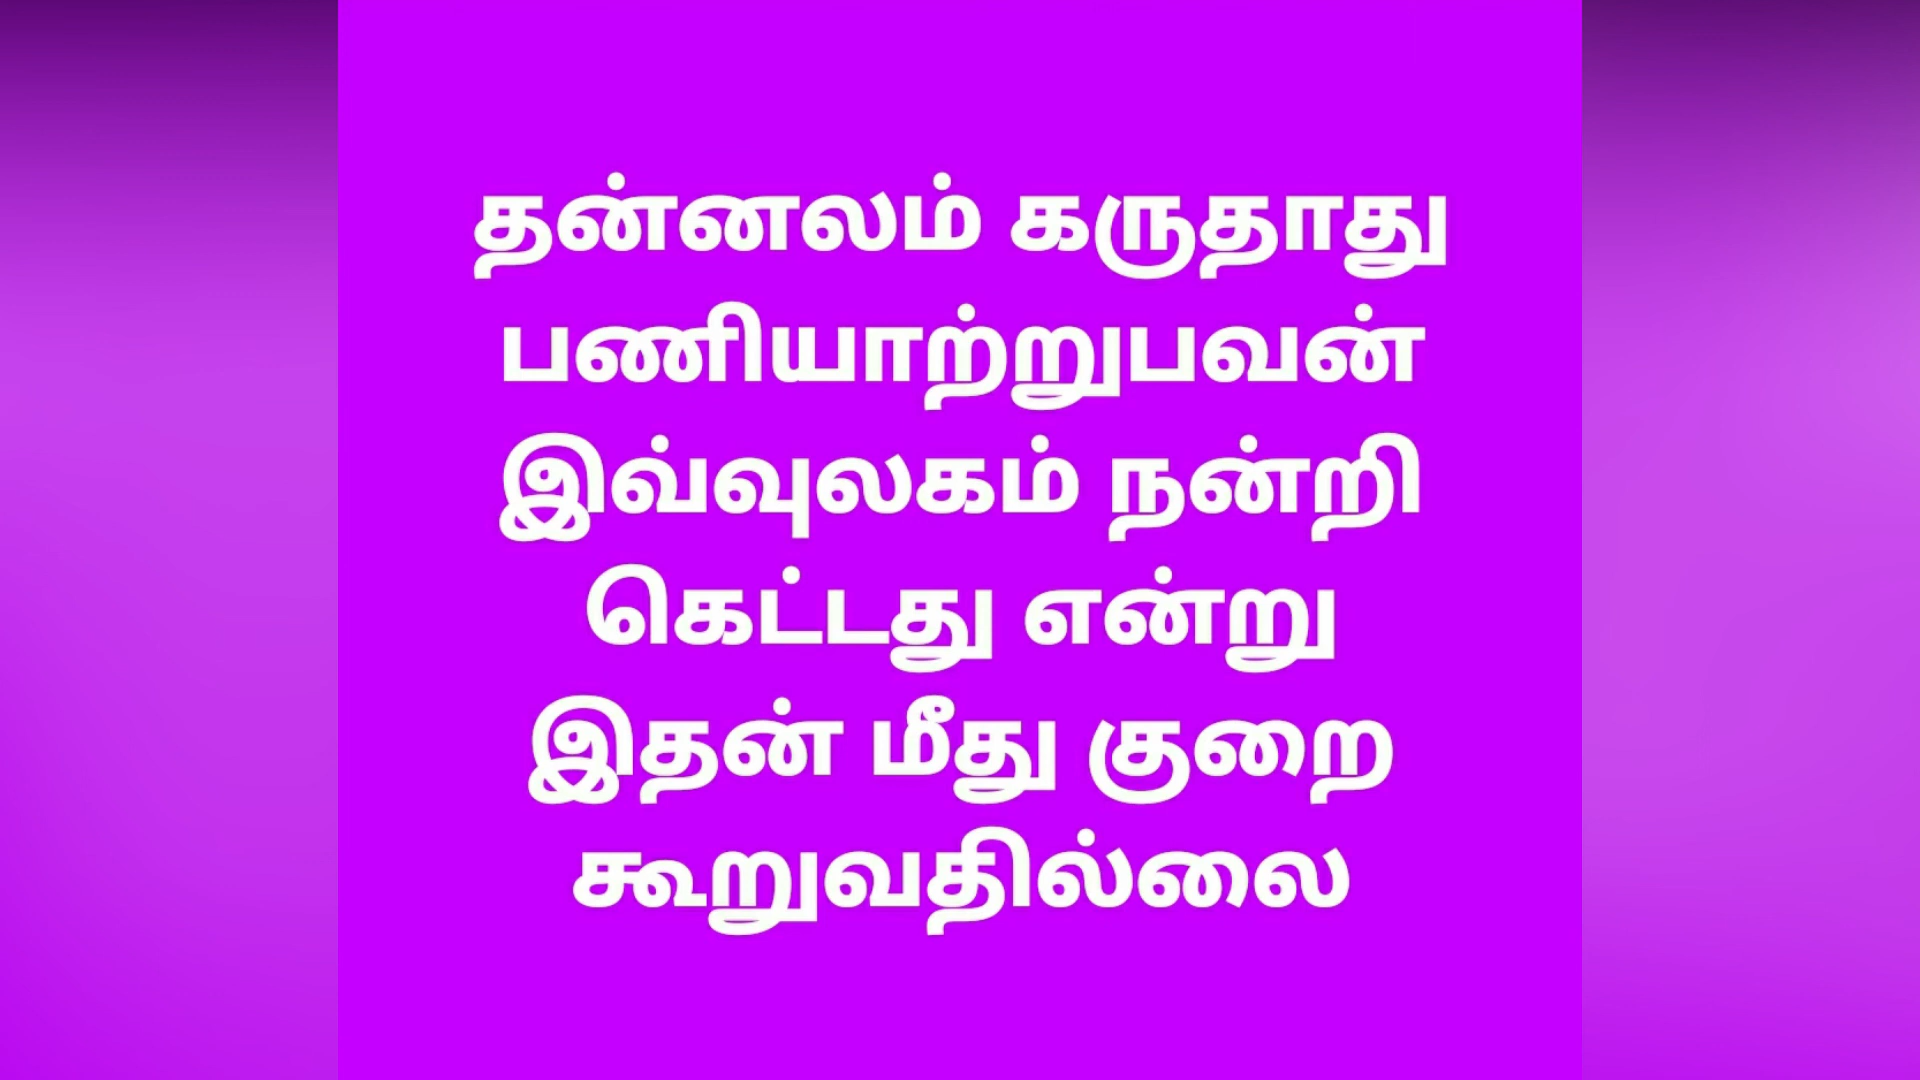 தன்னலம் கருதாது
பணியாற்றுபவன்
இவ்வுலகம் நன்றி
கெட்டது என்று
இதன் மீது குறை
கூறுவதில்லை